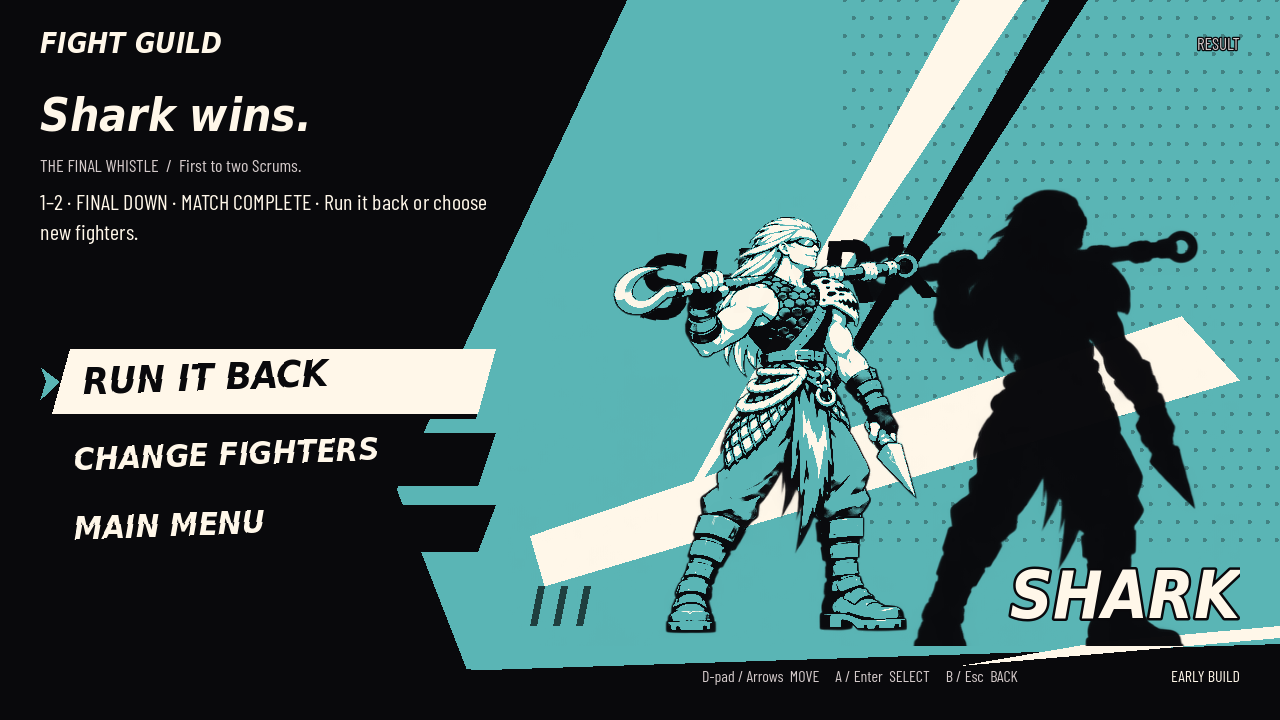 FIGHT GUILD
RESULT
Shark wins.
THE FINAL WHISTLE / First to two Scrums.
1–2 · FINAL DOWN · MATCH COMPLETE · Run it back or choose
new fighters.
RUN IT BACK
CHANGE FIGHTERS
MAIN MENU
SHARK
D-pad / Arrows MOVE A / Enter SELECT B / Esc BACK
EARLY BUILD